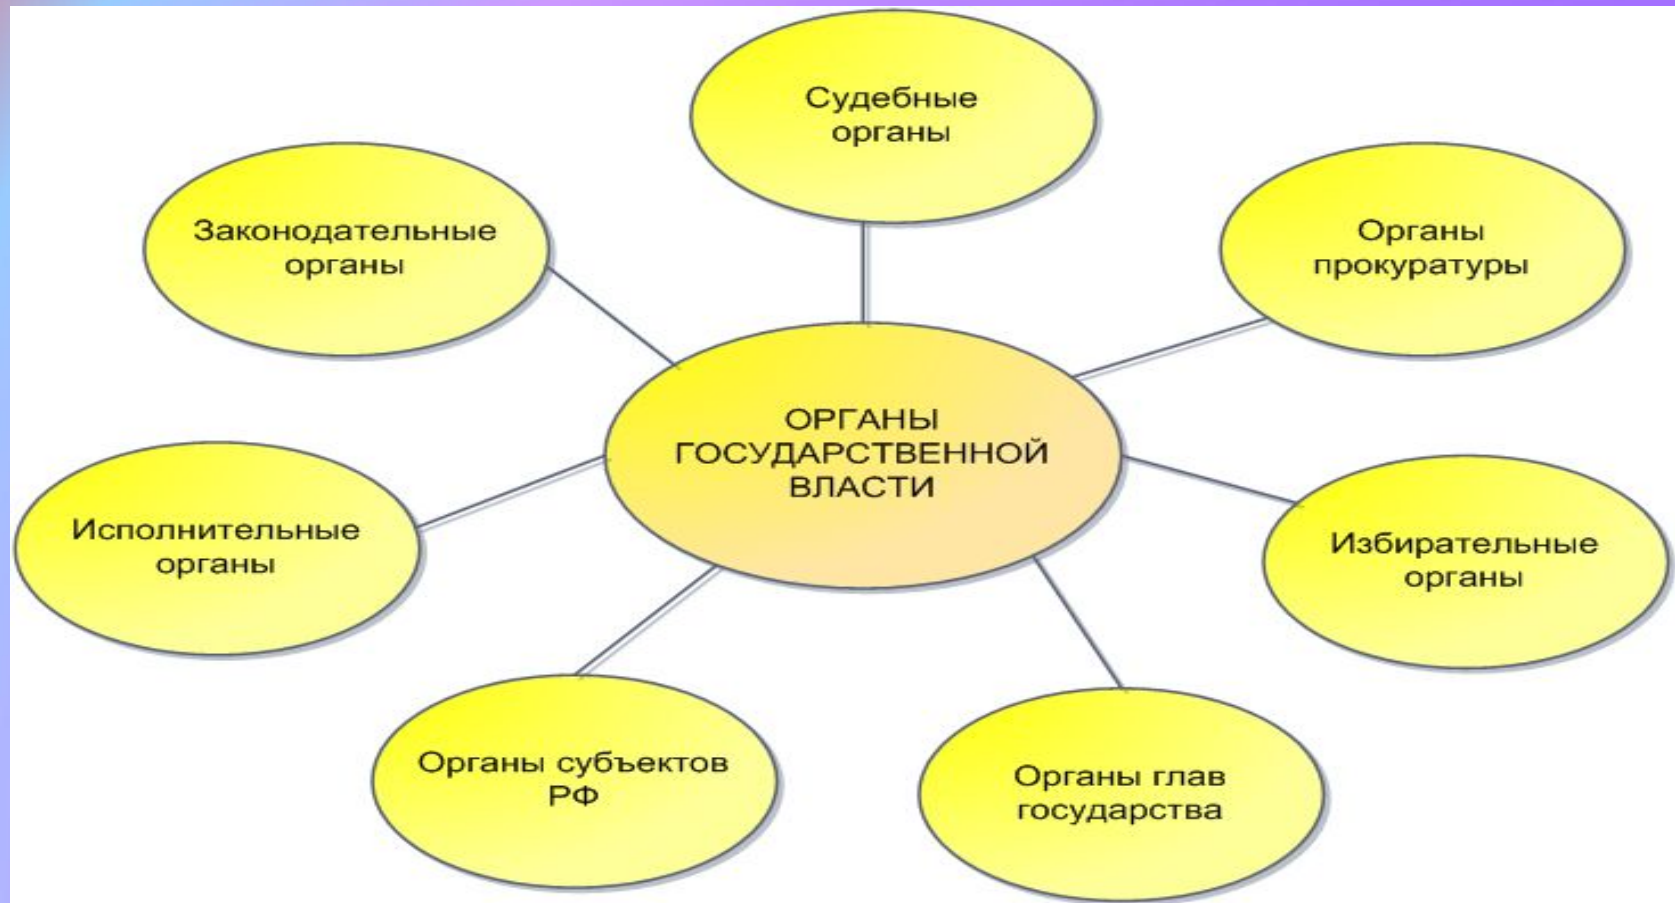 Судебные
органы
Законодательные
органы
Органы
прокуратуры
ОРГАНЫ
ГОСУДАРСТВЕННОЙ
ВЛАСТИ
Исполнительные
органы
Избирательные
органы
Органы субъектов
РФ
Органы глав
государства